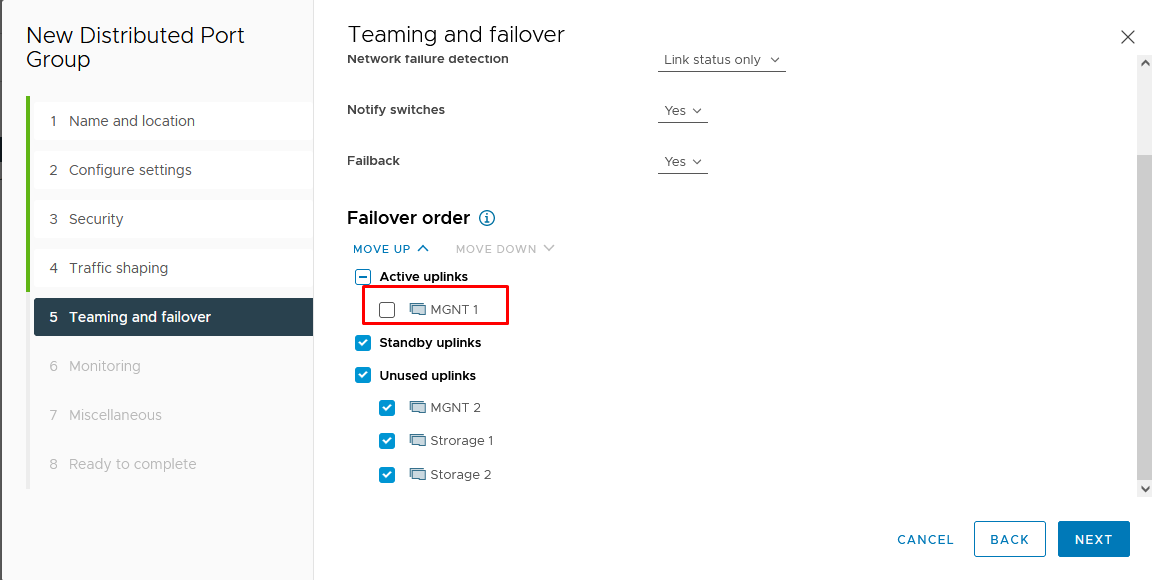 New Distributed Port
Group
1 Name and location
2 Configure settings
3 Security
4 Traffic shaping
5 Teaming and failover
6 Monitoring
7 Miscellaneous
8 Ready to complete
Teaming and failover
Network failure detection Link status only
Notify switches Yes
Failback Yes
Failover order
MOVE UP MOVE DOWN
Active uplinks
MGNT 1
Standby uplinks
Unused uplinks
MGNT 2
Strorage 1
Storage 2
CANCEL BACK NEXT